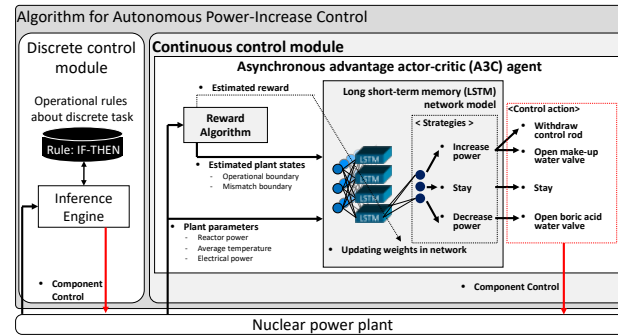 Algorithm for Autonomous Power-Increase Control
Discrete control
module
Operational rules
about discrete task
Rule: IF-THEN
Inference
Engine
• Component
Control
Continuous control module
Asynchronous advantage actor-critic (A3C) agent
• Estimated reward
Reward
Algorithm
• Estimated plant states
- Operational boundary
- Mismatch boundary
• Plant parameters
- Reactor power
- Average temperature
- Electrical power
Long short-term memory (LSTM)
network model
LSTM
LSTM
LSTM
LSTM
< Strategies >
• Increase
power
• Stay
• Decrease
power
• Updating weights in network
<Control action>
• Withdraw
control rod
• Open make-up
water valve
• Stay
• Open boric acid
water valve
• Component Control
Nuclear power plant